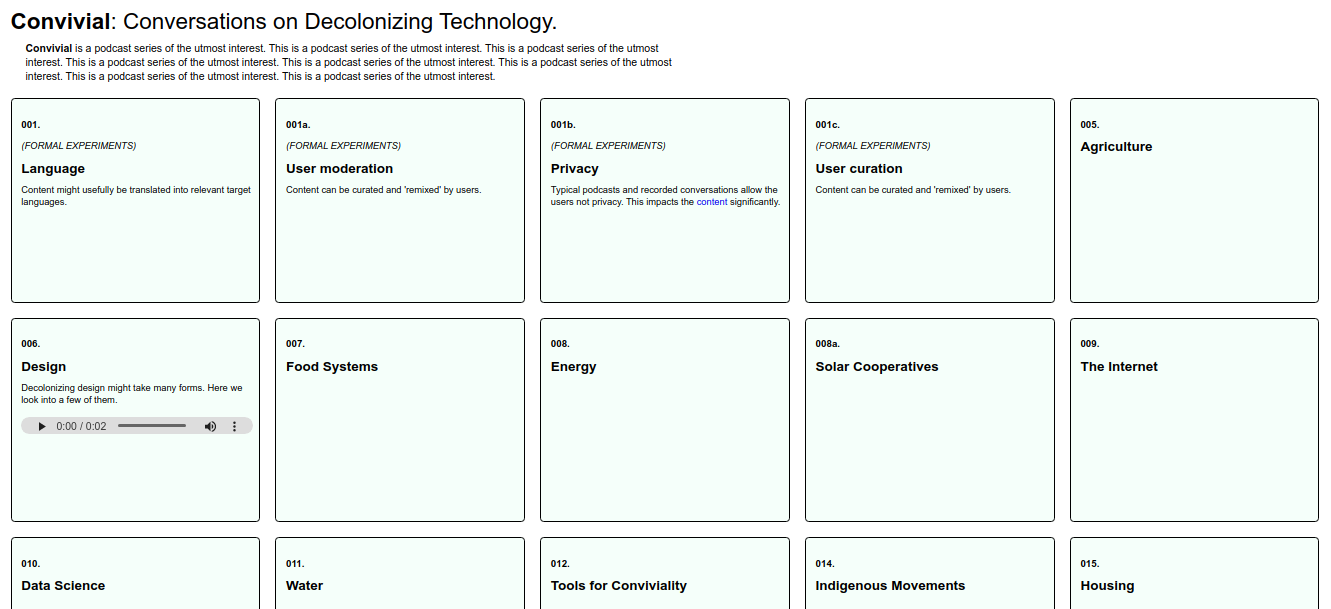 Convivial: Conversations on Decolonizing Technology.
Convivial is a podcast series of the utmost interest. This is a podcast series of the utmost interest. This is a podcast series of the utmost
interest. This is a podcast series of the utmost interest. This is a podcast series of the utmost interest. This is a podcast series of the utmost
interest. This is a podcast series of the utmost interest. This is a podcast series of the utmost interest.
001.
(FORMAL EXPERIMENTS)
Language
Content might usefully be translated into relevant target
languages.
001a.
(FORMAL EXPERIMENTS)
User moderation
Content can be curated and 'remixed' by users.
001b.
(FORMAL EXPERIMENTS)
Privacy
Typical podcasts and recorded conversations allow the
users not privacy. This impacts the content significantly.
001c.
(FORMAL EXPERIMENTS)
User curation
Content can be curated and 'remixed' by users.
005.
Agriculture
006.
Design
Decolonizing design might take many forms. Here we
look into a few of them.
0:00 / 0:02
007.
Food Systems
008.
Energy
008a.
Solar Cooperatives
009.
The Internet
010.
Data Science
011.
Water
012.
Tools for Conviviality
014.
Indigenous Movements
015.
Housing